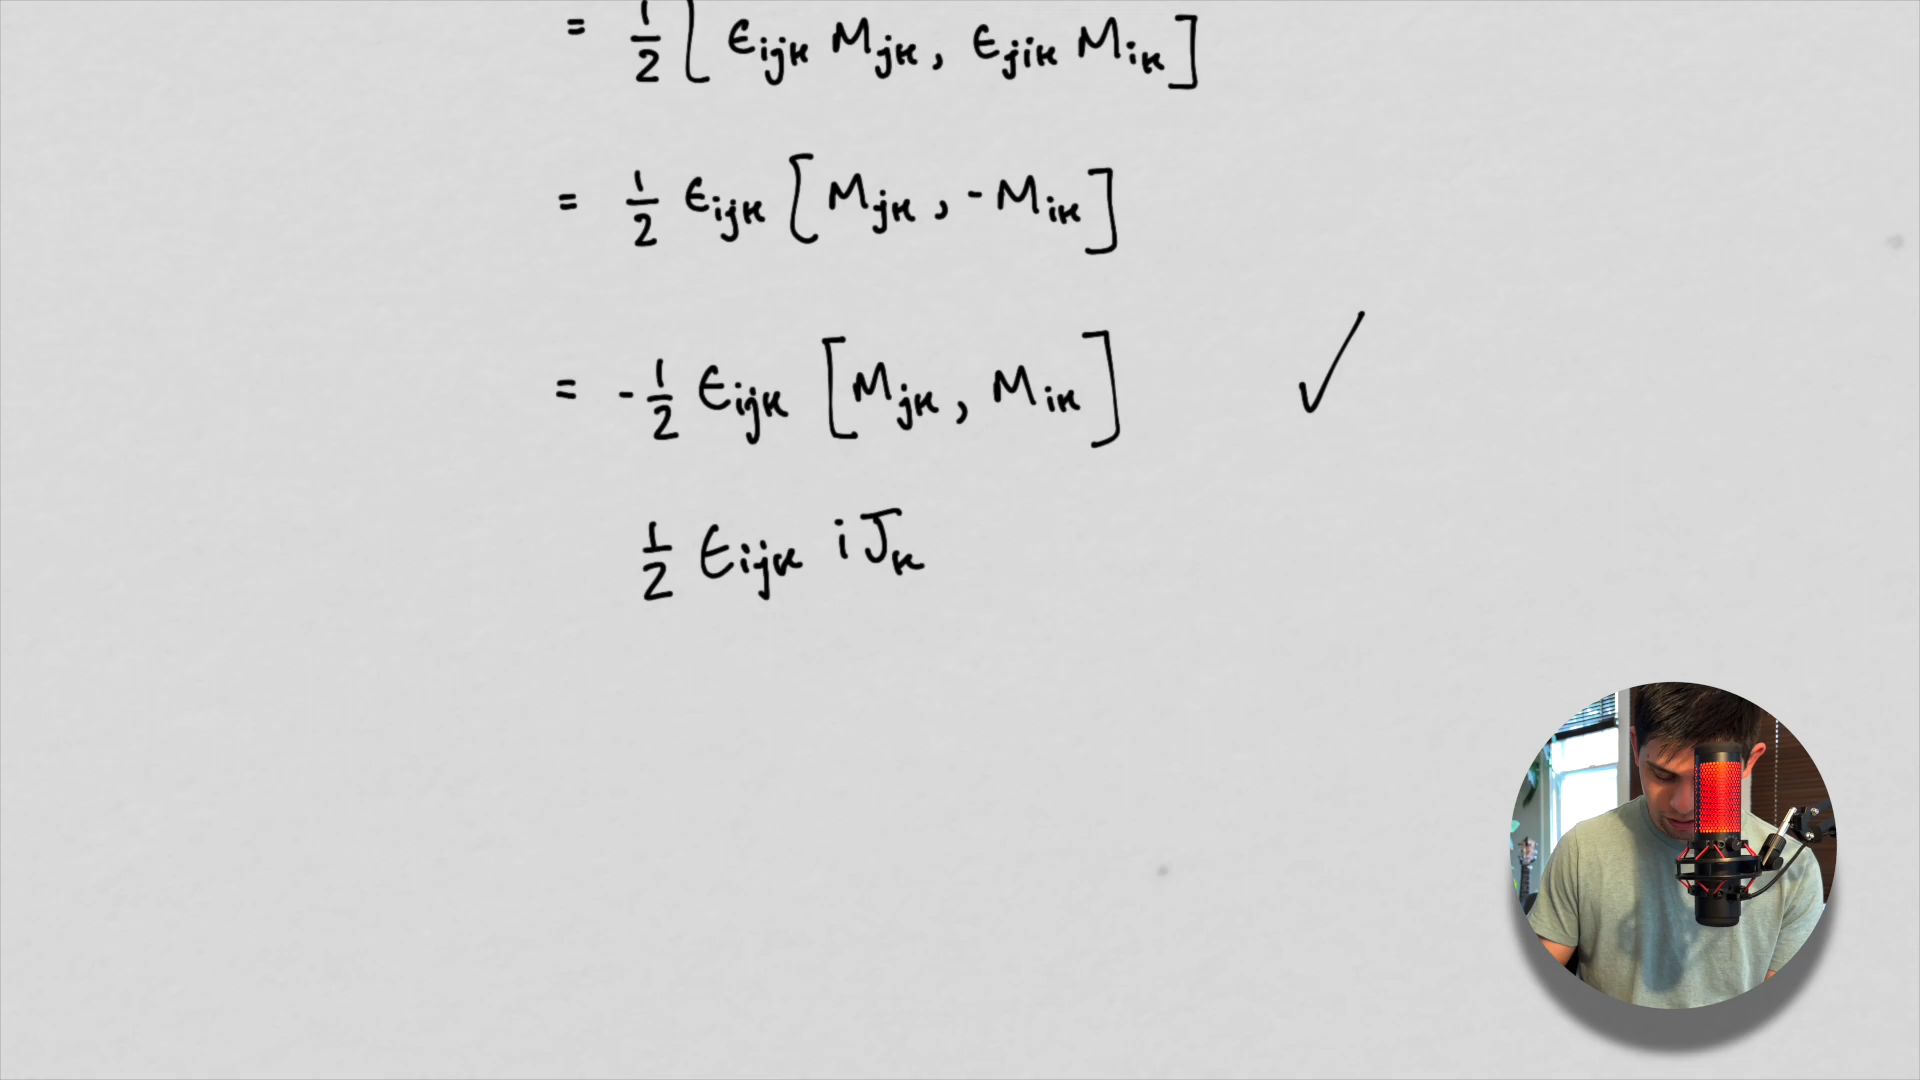 = 1/2 [ ϵ_ijk M_jk , ϵ_jik M_ik ]
= 1/2 ϵ_ijk [ M_jk , -M_ik ]
= -1/2 ϵ_ijk [ M_jk , M_ik ] ✓
1/2 ϵ_ijk i J_k